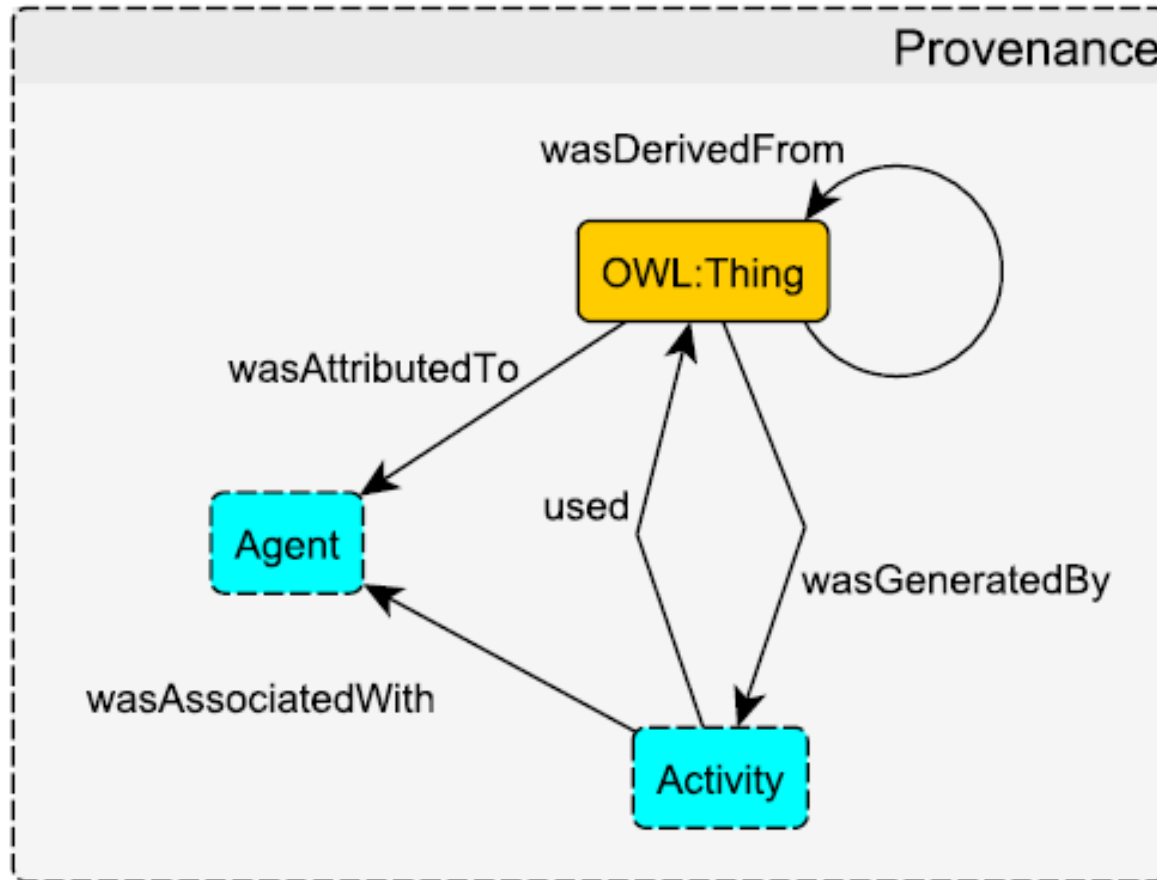 Provenance
wasDerivedFrom
OWL:Thing
wasAttributedTo
used
Agent
wasGeneratedBy
wasAssociatedWith
Activity